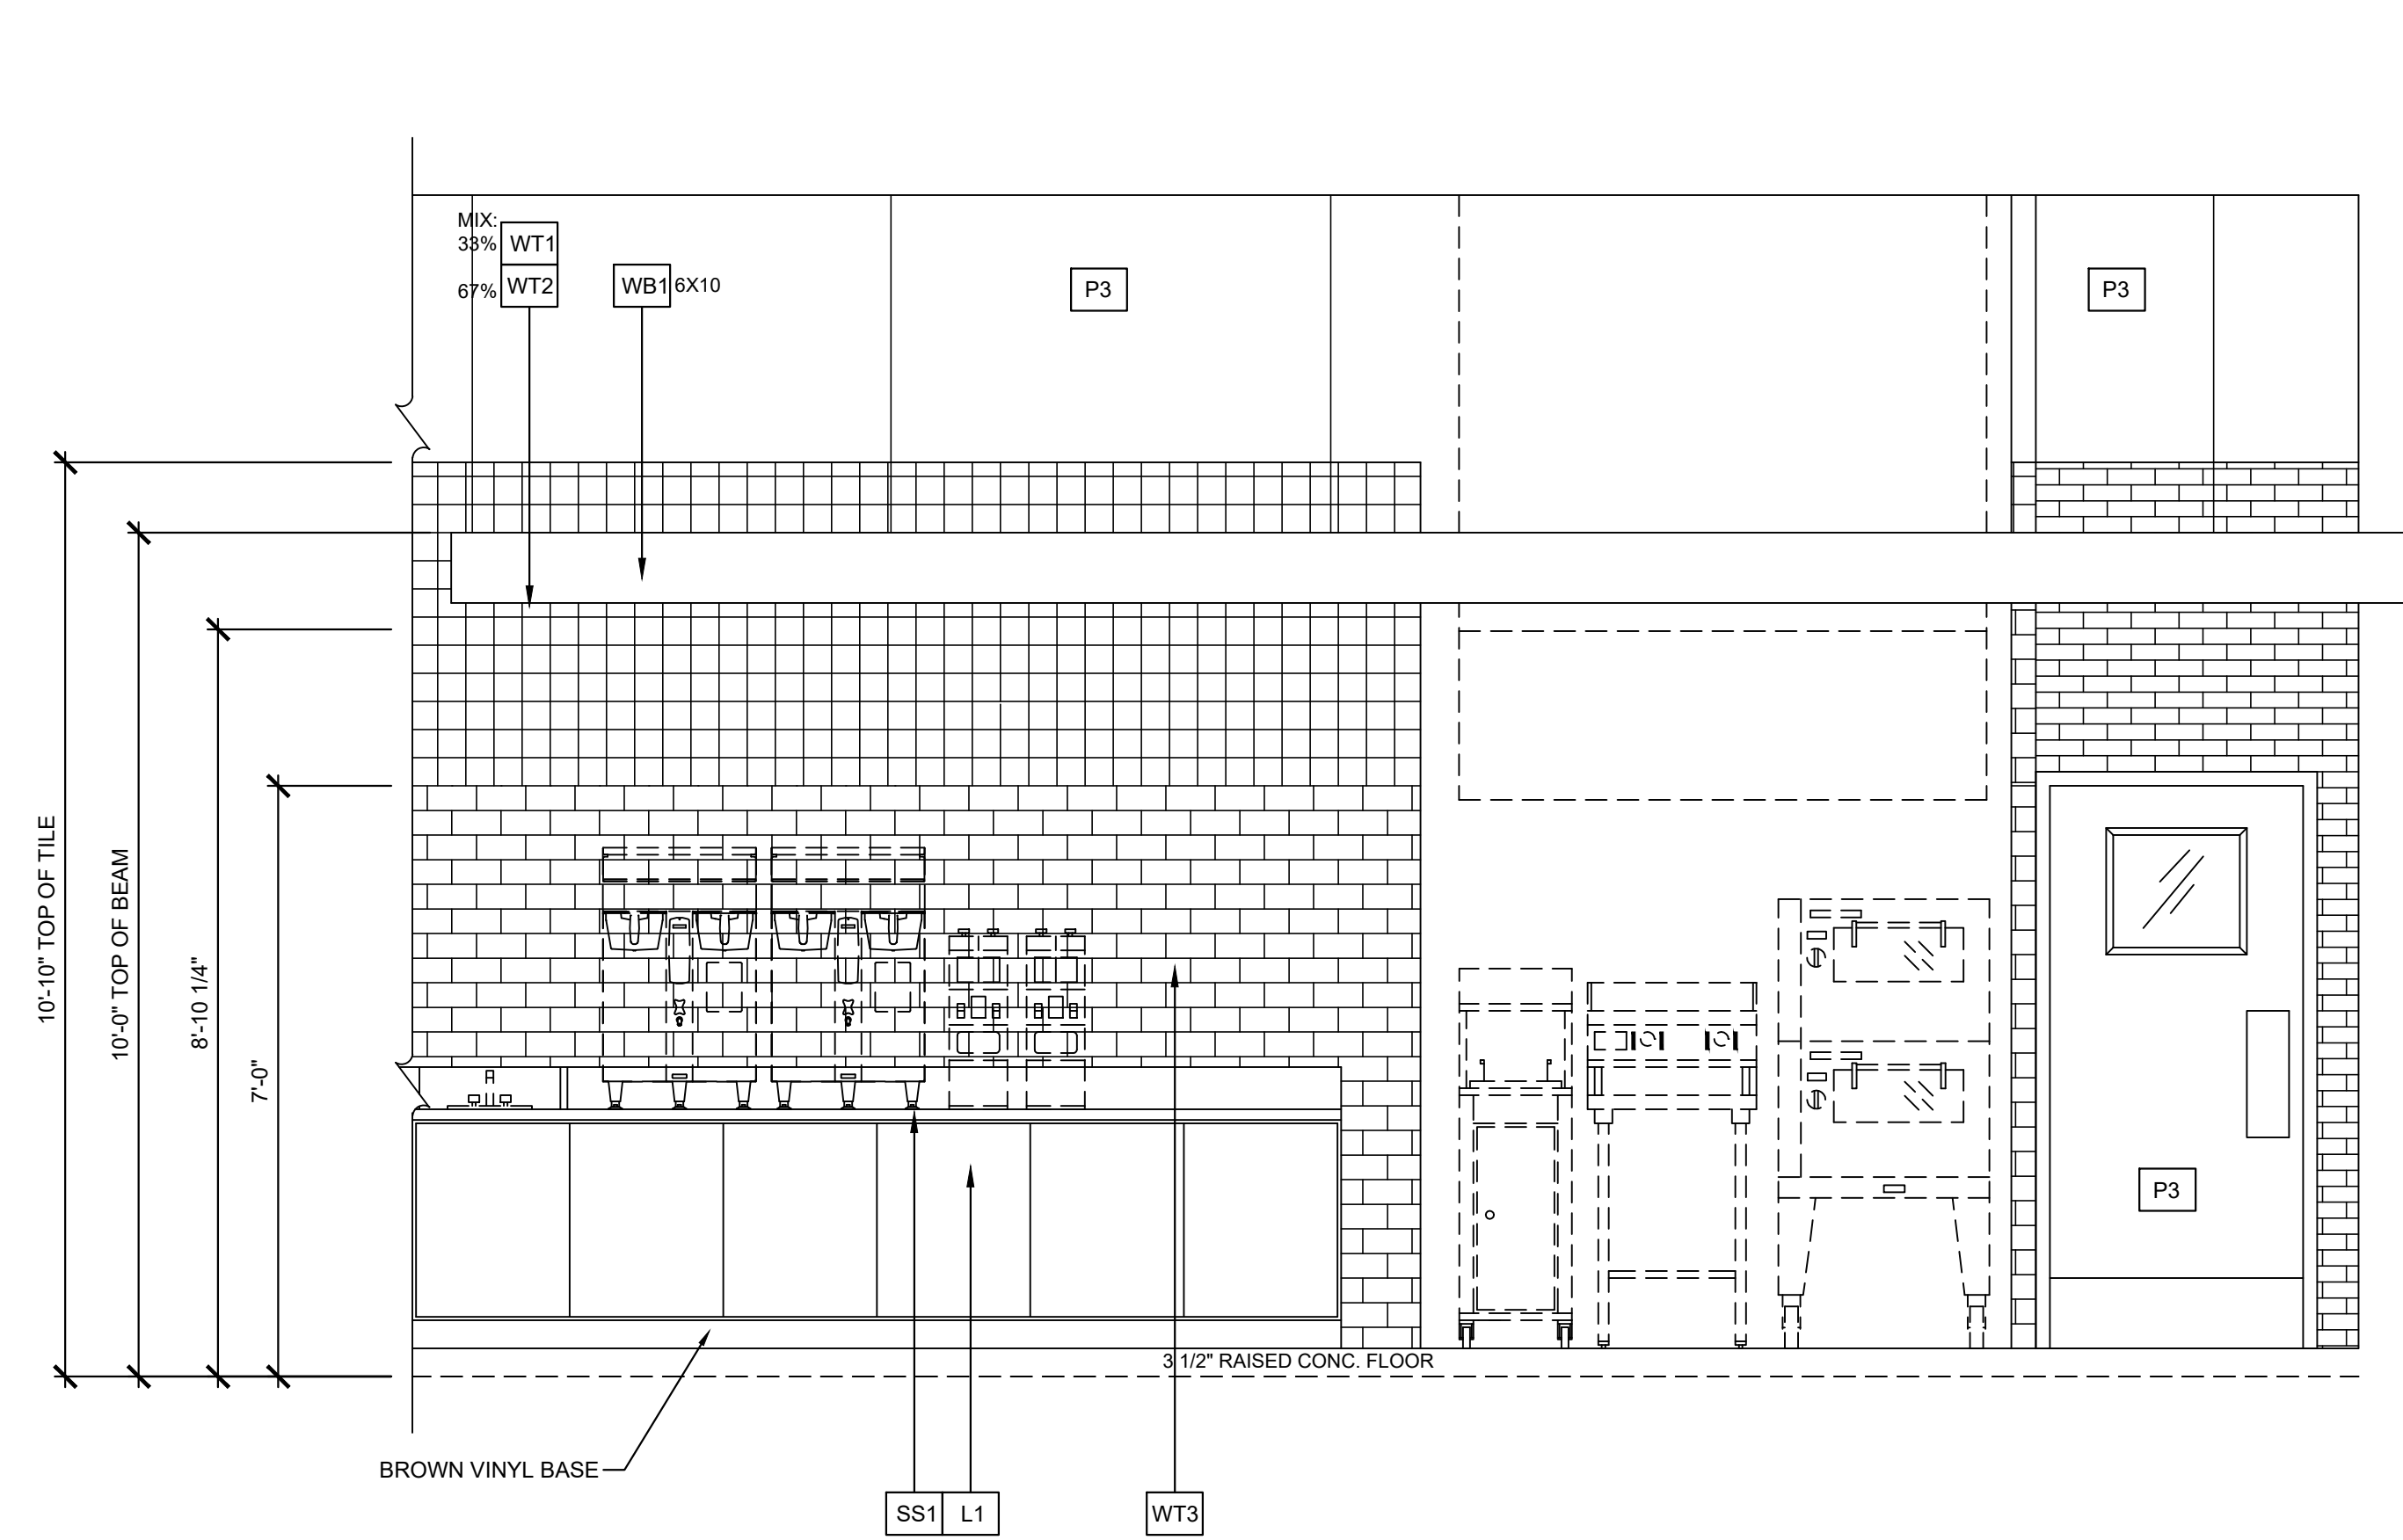 MIX:
33% WT1
67% WT2
WB1 6X10
P3
P3
10'-10" TOP OF TILE
10'-0" TOP OF BEAM
8'-10 1/4"
7'-0"
P3
3 1/2" RAISED CONC. FLOOR
BROWN VINYL BASE
SS1 L1
WT3